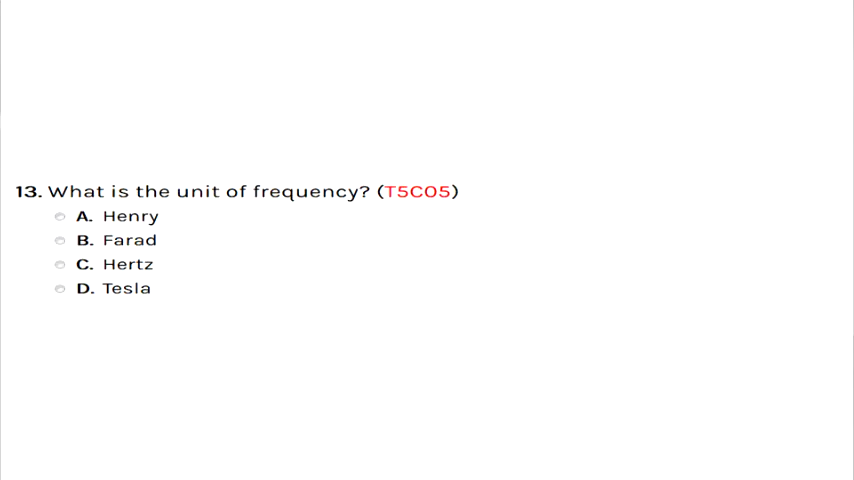 13. What is the unit of frequency? (T5C05)
A. Henry
B. Farad
C. Hertz
D. Tesla